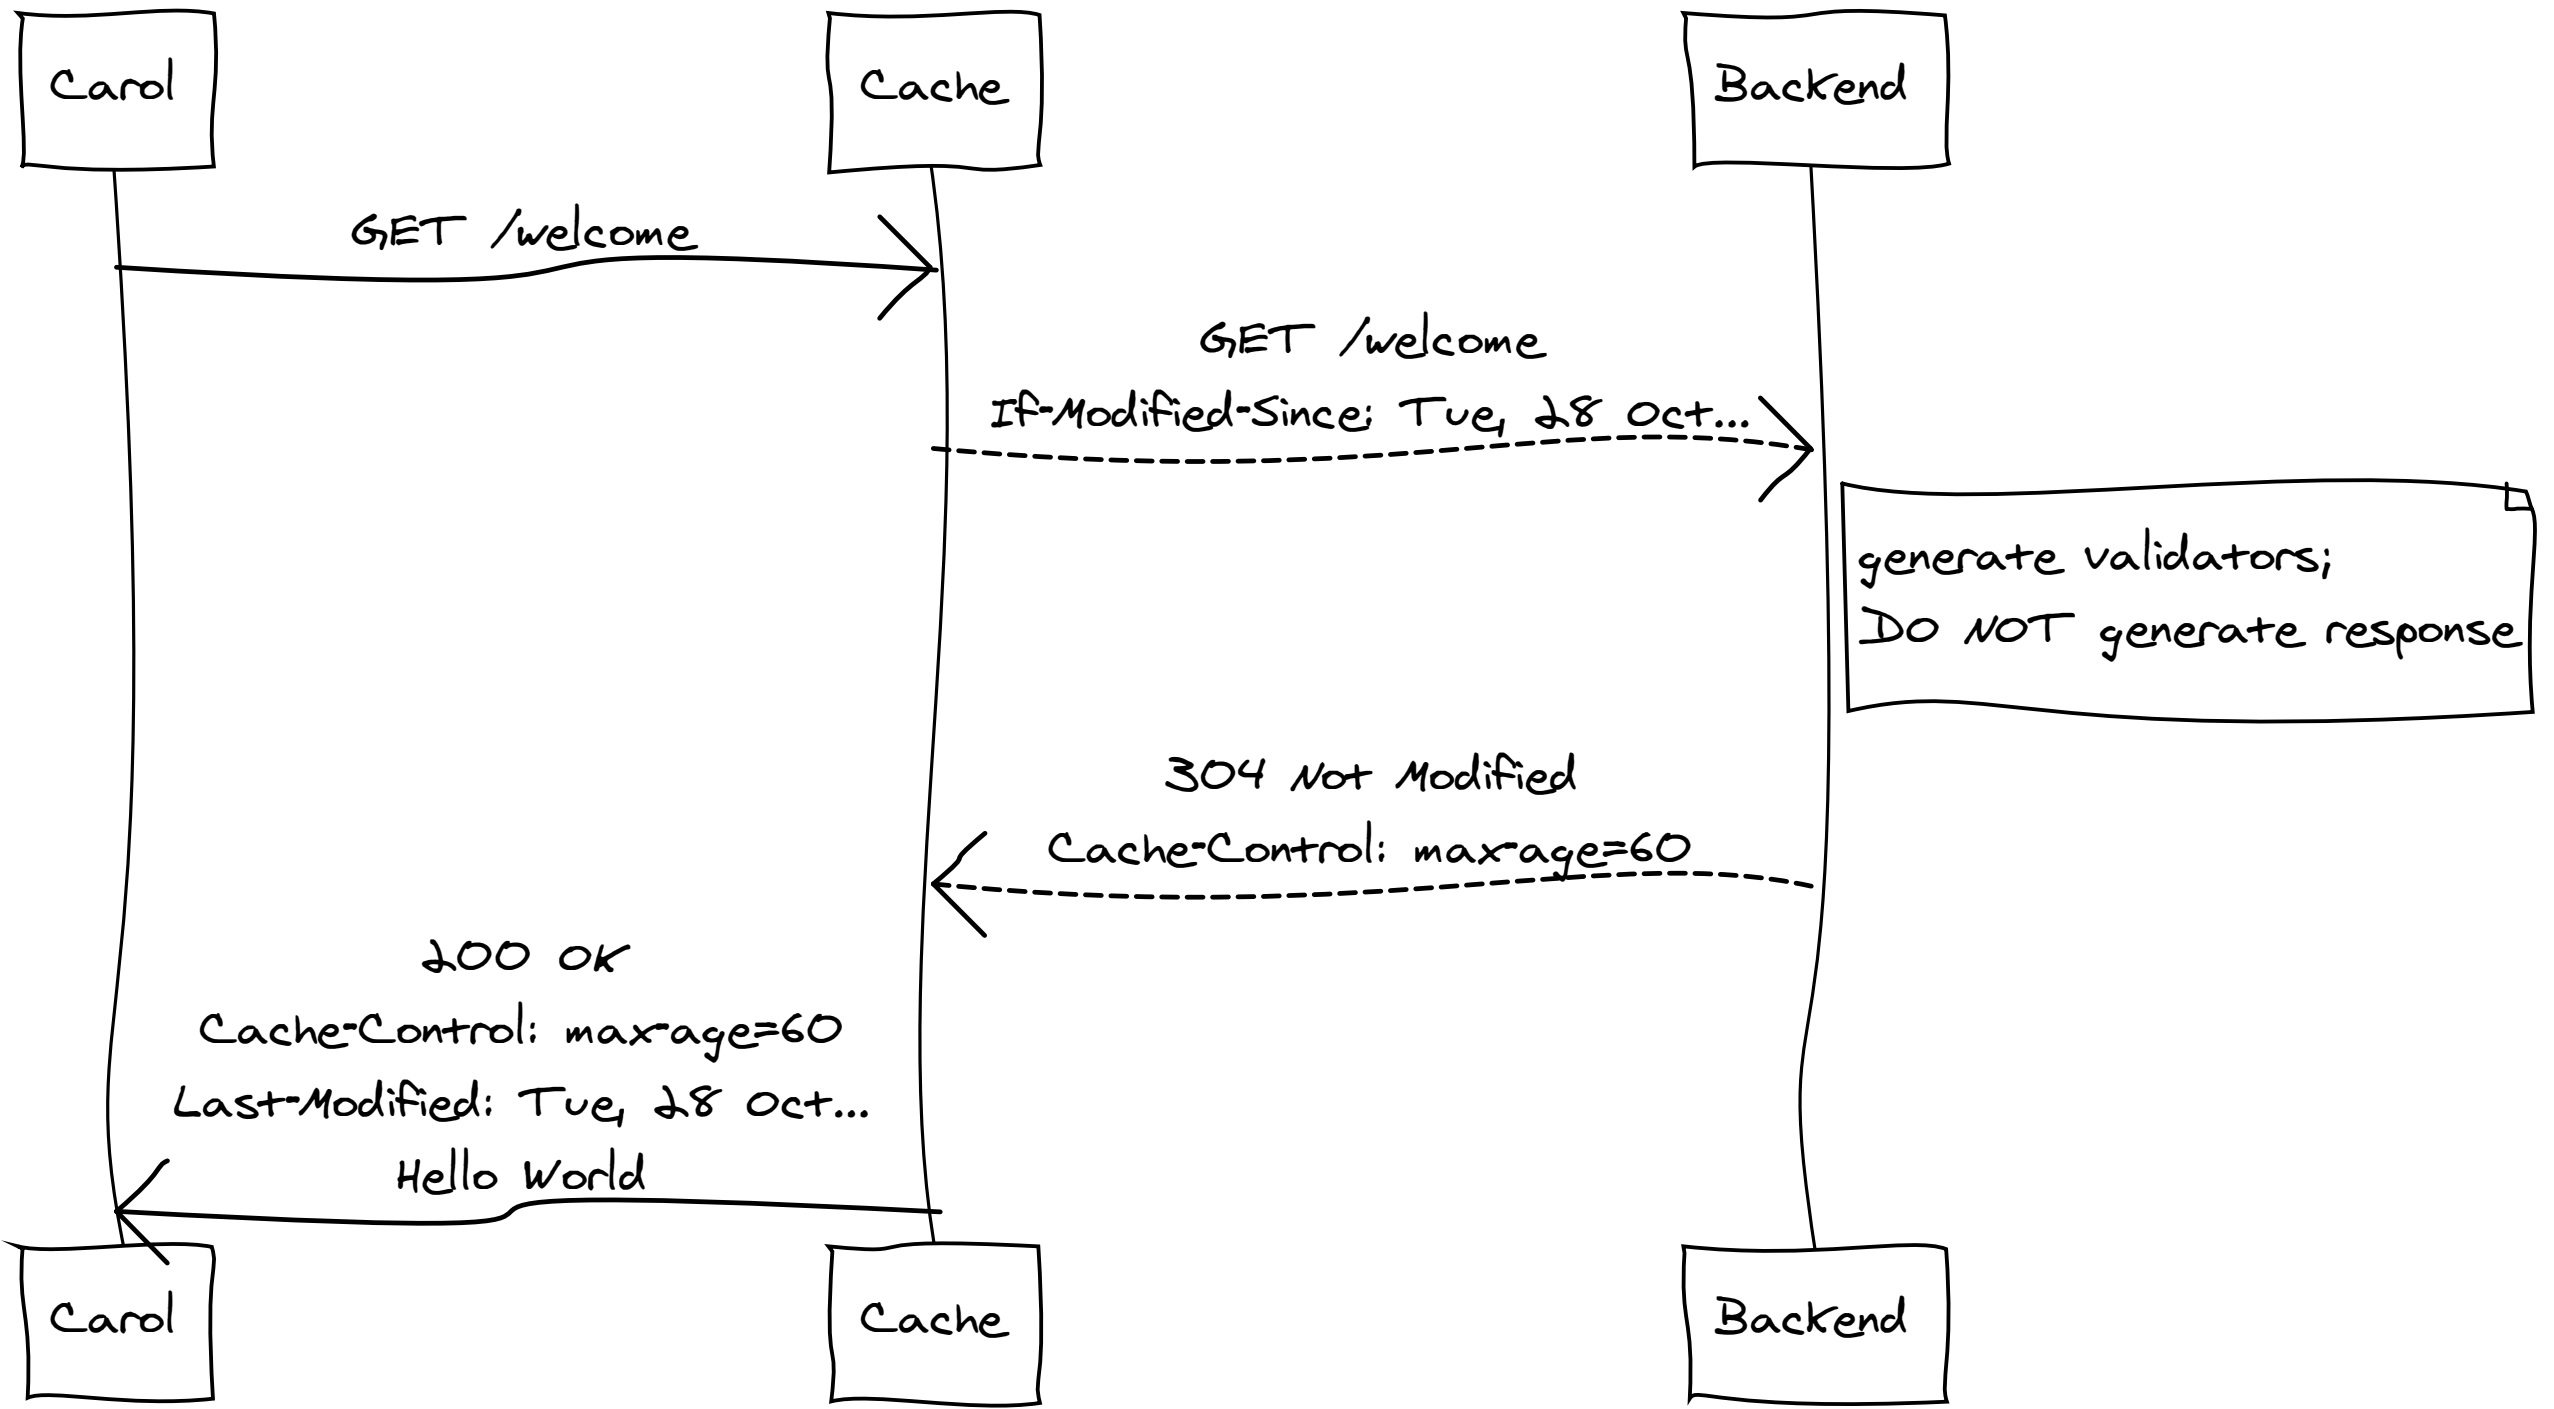 Carol
Cache
Backend
GET /welcome
GET /welcome
If-Modified-Since: Tue, 28 Oct...
generate validators;
DO NOT generate response
304 Not Modified
Cache-Control: max-age=60
200 OK
Cache-Control: max-age=60
Last-Modified: Tue, 28 Oct...
Hello World
Carol
Cache
Backend